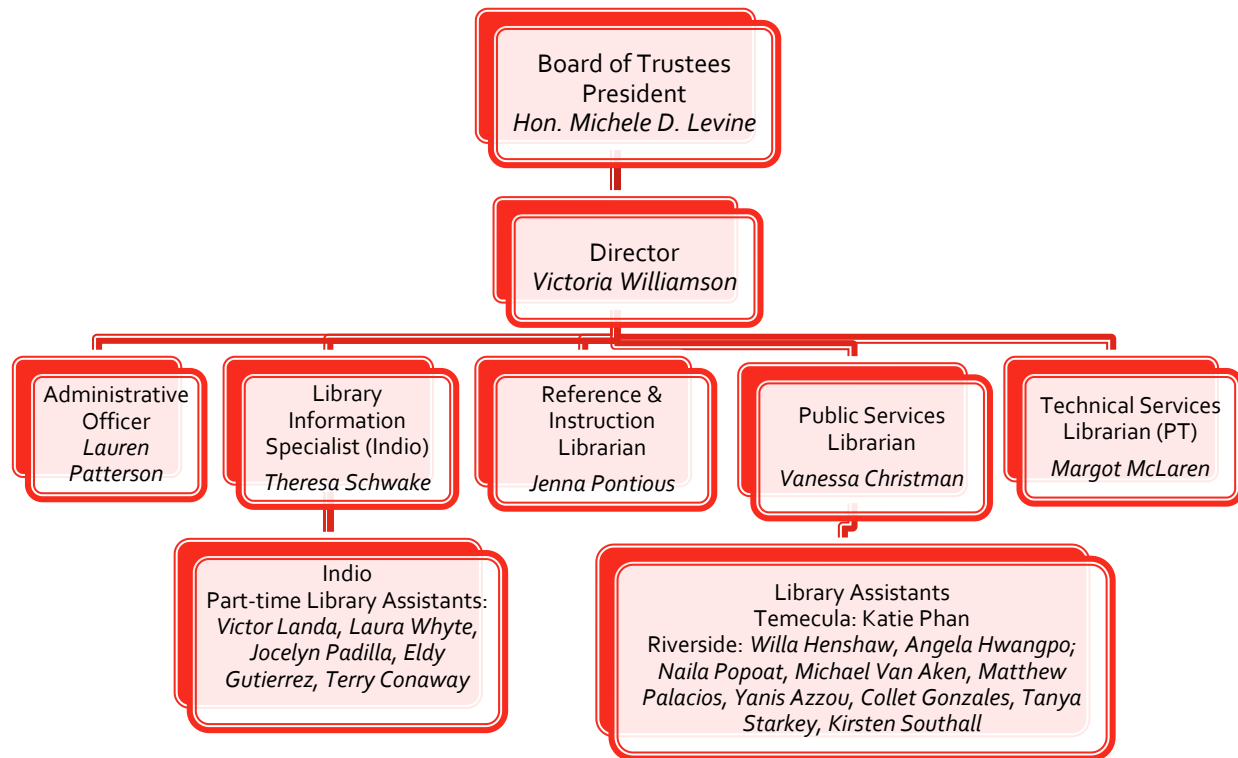 Board of Trustees
President
Hon. Michele D. Levine
Director
Victoria Williamson
Administrative
Officer
Lauren
Patterson
Library
Information
Specialist (Indio)
Theresa Schwake
Reference &
Instruction
Librarian
Jenna Pontious
Public Services
Librarian
Vanessa Christman
Technical Services
Librarian (PT)
Margot McLaren
Indio
Part-time Library Assistants:
Victor Landa, Laura Whyte,
Jocelyn Padilla, Eldy
Gutierrez, Terry Conaway
Library Assistants
Temecula: Katie Phan
Riverside: Willa Henshaw, Angela Hwangpo;
Naila Popoat, Michael Van Aken, Matthew
Palacios, Yanis Azzou, Collet Gonzales, Tanya
Starkey, Kirsten Southall